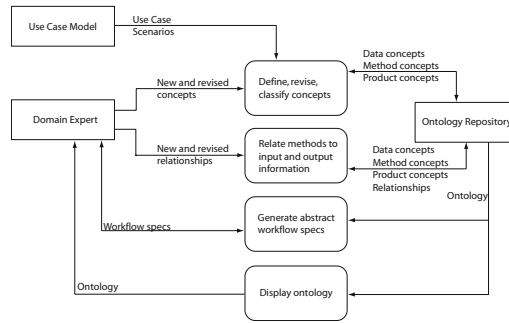 Use Case Model
Use Case
Scenarios
Data concepts
Method concepts
Product concepts
New and revised
concepts
Define, revise,
classify concepts
Domain Expert
Ontology Repository
New and revised
relationships
Relate methods to
input and output
information
Data concepts
Method concepts
Product concepts
Relationships
Ontology
Workflow specs
Generate abstract
workflow specs
Ontology
Display ontology